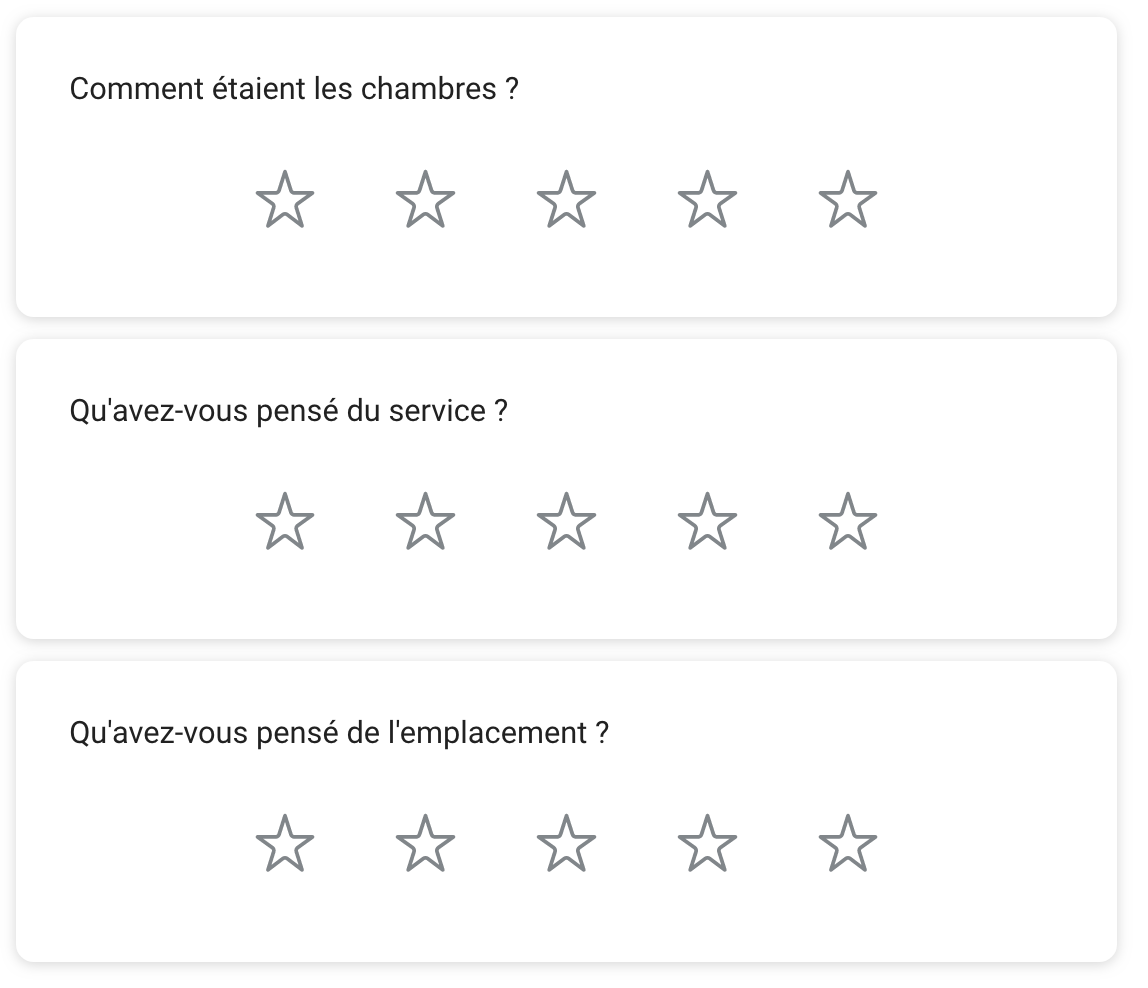 Comment étaient les chambres ?
Qu'avez-vous pensé du service ?
Qu'avez-vous pensé de l'emplacement ?